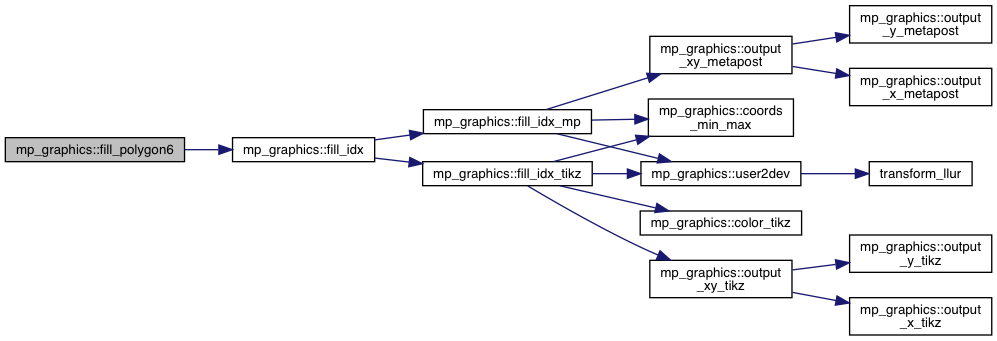 mp_graphics::fill_polygon6
mp_graphics::fill_idx
mp_graphics::fill_idx_mp
mp_graphics::fill_idx_tikz
mp_graphics::output
_xy_metapost
mp_graphics::coords
_min_max
mp_graphics::user2dev
mp_graphics::color_tikz
mp_graphics::output
_xy_tikz
mp_graphics::output
_y_metapost
mp_graphics::output
_x_metapost
transform_llur
mp_graphics::output
_y_tikz
mp_graphics::output
_x_tikz